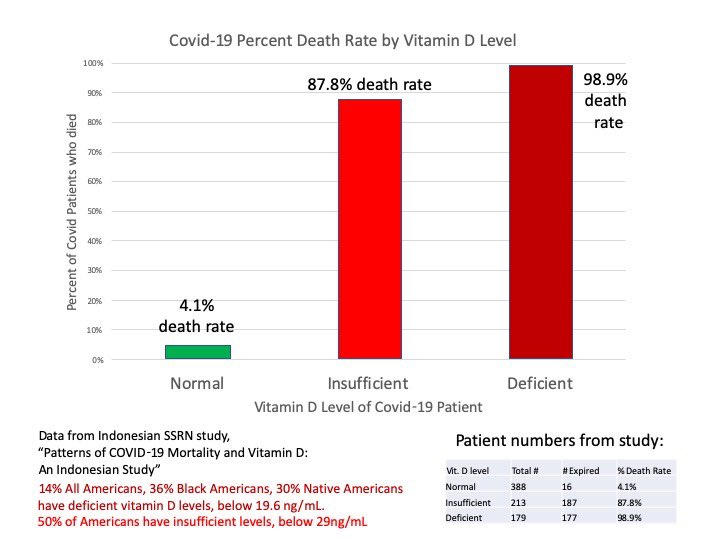 Covid-19 Percent Death Rate by Vitamin D Level
100%
90%
80%
70%
60%
50%
40%
30%
20%
10%
0%
Percent of Covid Patients who died
4.1%
death rate
87.8% death rate
98.9%
death
rate
Normal
Insufficient
Deficient
Vitamin D Level of Covid-19 Patient
Data from Indonesian SSRN study,
“Patterns of COVID-19 Mortality and Vitamin D:
An Indonesian Study”
14% All Americans, 36% Black Americans, 30% Native Americans
have deficient vitamin D levels, below 19.6 ng/mL.
50% of Americans have insufficient levels, below 29ng/mL
Patient numbers from study:
Vit. D level Total # #Expired % Death Rate
Normal 388 16 4.1%
Insufficient 213 187 87.8%
Deficient 179 177 98.9%